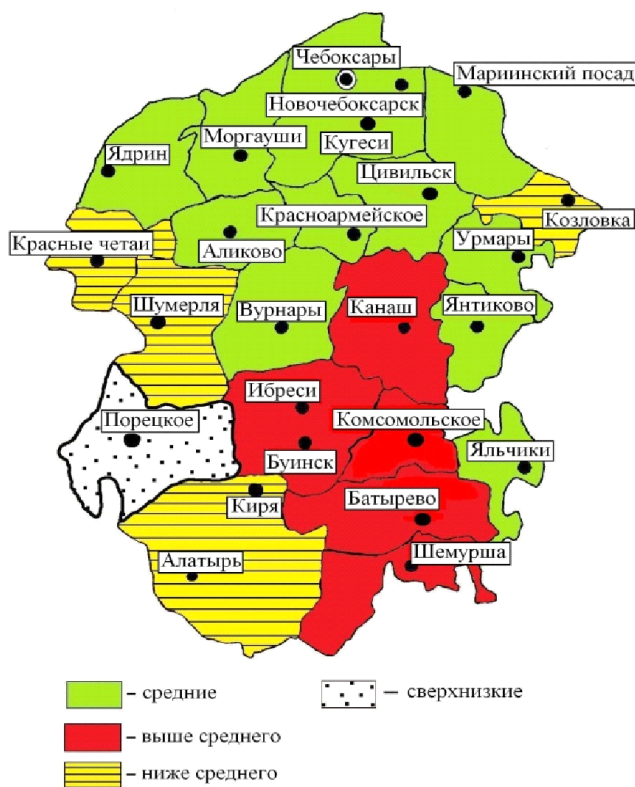 Чебоксары
Мариинский посад
Новочебоксарск
Моргауши
Кугеси
Ядрин
Цивильск
Красноармейское
Козловка
Красные четаи
Аликово
Урмары
Шумерля
Вурнары
Канаш
Янтиково
Ибреси
Порецкое
Комсомольское
Буинск
Яльчики
Киря
Батырево
Алатырь
Шемурша
– средние
– сверхнизкие
– выше среднего
– ниже среднего